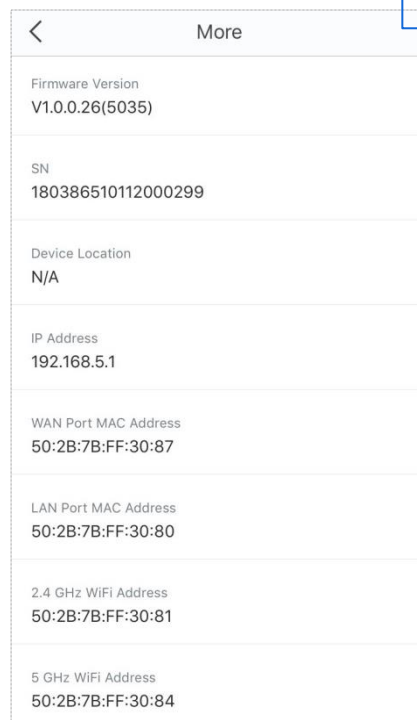 More
Firmware Version
V1.0.0.26(5035)
SN
180386510112000299
Device Location
N/A
IP Address
192.168.5.1
WAN Port MAC Address
50:2B:7B:FF:30:87
LAN Port MAC Address
50:2B:7B:FF:30:80
2.4 GHz WiFi Address
50:2B:7B:FF:30:81
5 GHz WiFi Address
50:2B:7B:FF:30:84